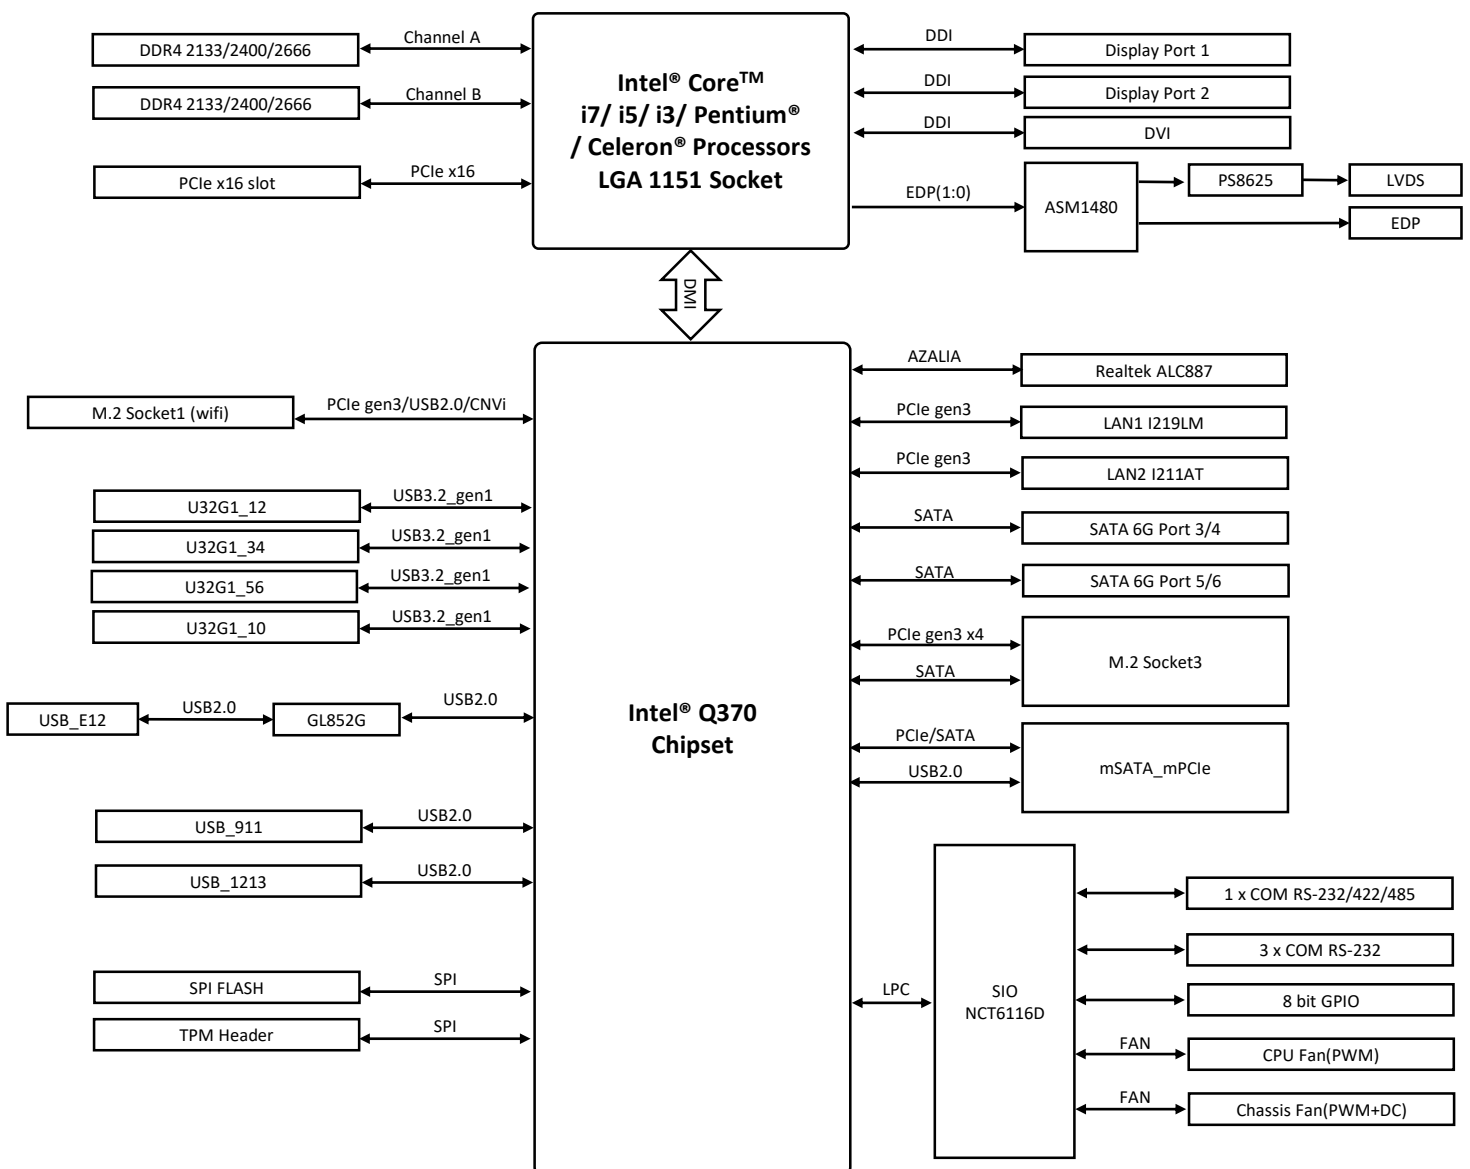 DDR4 2133/2400/2666
Channel A
DDR4 2133/2400/2666
Channel B
PCIe x16 slot
PCIe x16
Intel® Core™
i7/ i5/ i3/ Pentium®
/ Celeron® Processors
LGA 1151 Socket
DDI
Display Port 1
DDI
Display Port 2
DDI
DVI
EDP(1:0)
ASM1480
PS8625
LVDS
EDP
DMI
M.2 Socket1 (wifi)
PCIe gen3/USB2.0/CNVi
U32G1_12
USB3.2_gen1
U32G1_34
USB3.2_gen1
U32G1_56
USB3.2_gen1
U32G1_10
USB3.2_gen1
USB_E12
USB2.0
GL852G
USB2.0
USB_911
USB2.0
USB_1213
USB2.0
SPI FLASH
SPI
TPM Header
SPI
Intel® Q370
Chipset
AZALIA
Realtek ALC887
PCIe gen3
LAN1 I219LM
PCIe gen3
LAN2 I211AT
SATA
SATA 6G Port 3/4
SATA
SATA 6G Port 5/6
PCIe gen3 x4
SATA
M.2 Socket3
PCIe/SATA
USB2.0
mSATA_mPCIe
LPC
SIO
NCT6116D
1 x COM RS-232/422/485
3 x COM RS-232
8 bit GPIO
FAN
CPU Fan(PWM)
FAN
Chassis Fan(PWM+DC)